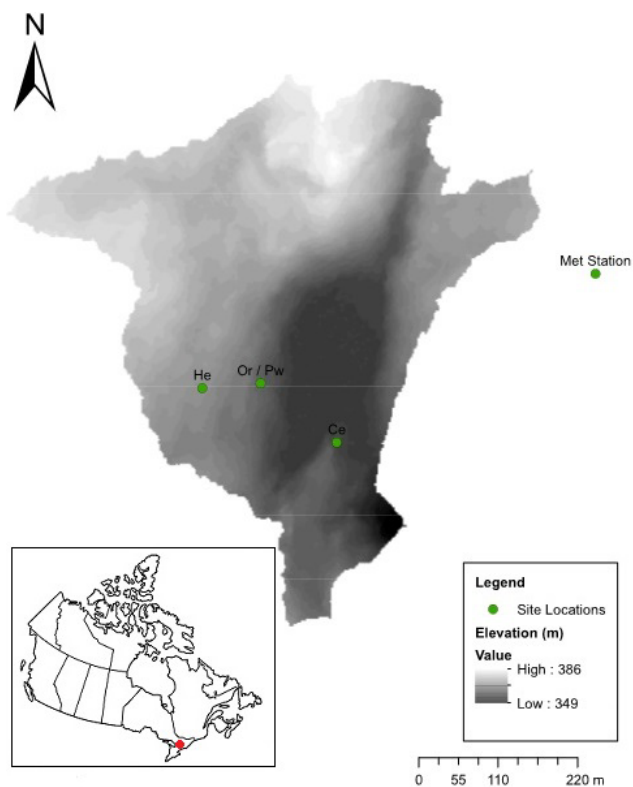 N
Met Station
He
Or / Pw
Ce
Legend
Site Locations
Elevation (m)
Value
High : 386
Low : 349
0 55 110 220 m